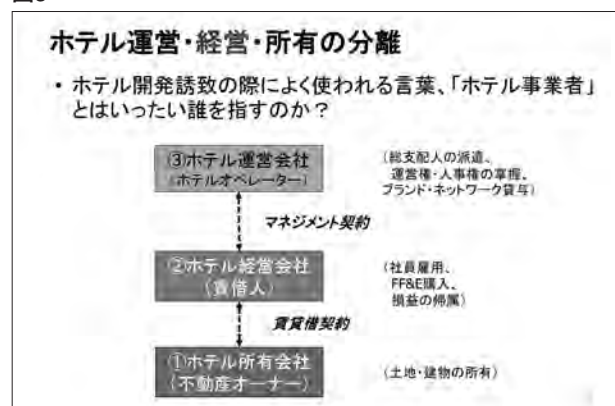 ホテル運営・経営・所有の分離
・ホテル開発誘致の際によく使われる言葉、「ホテル事業者」
とはいったい誰を指すのか？
③ホテル運営会社
（ホテルオペレーター）
（総支配人の派遣、
運営権・人事権の掌握、
ブランド・ネットワーク貸与）
マネジメント契約
②ホテル経営会社
（賃借人）
（社員雇用、
FF&E購入、
損益の帰属）
賃貸借契約
①ホテル所有会社
（不動産オーナー）
（土地・建物の所有）